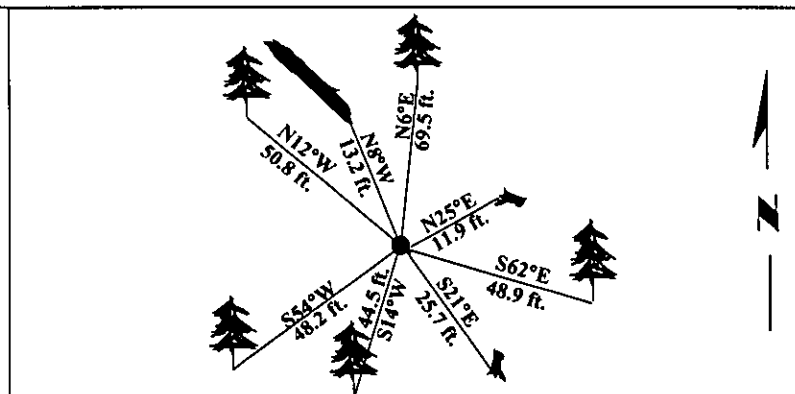 N6°E
69.5 ft.
N12°W
50.8 ft.
N8°W
13.2 ft.
N25°E
11.9 ft.
S62°E
48.9 ft.
S54°W
48.2 ft.
44.5 ft.
S14°W
S21°E
25.7 ft.
N